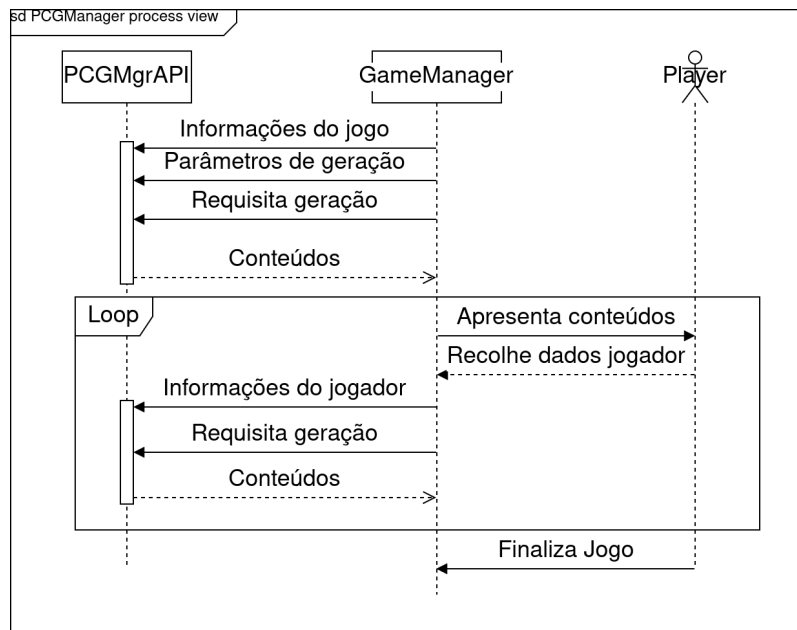 sd PCGManager process view
PCGMgrAPI
GameManager
Player
Informações do jogo
Parâmetros de geração
Requisita geração
Conteúdos
Loop
Apresenta conteúdos
Recolhe dados jogador
Informações do jogador
Requisita geração
Conteúdos
Finaliza Jogo